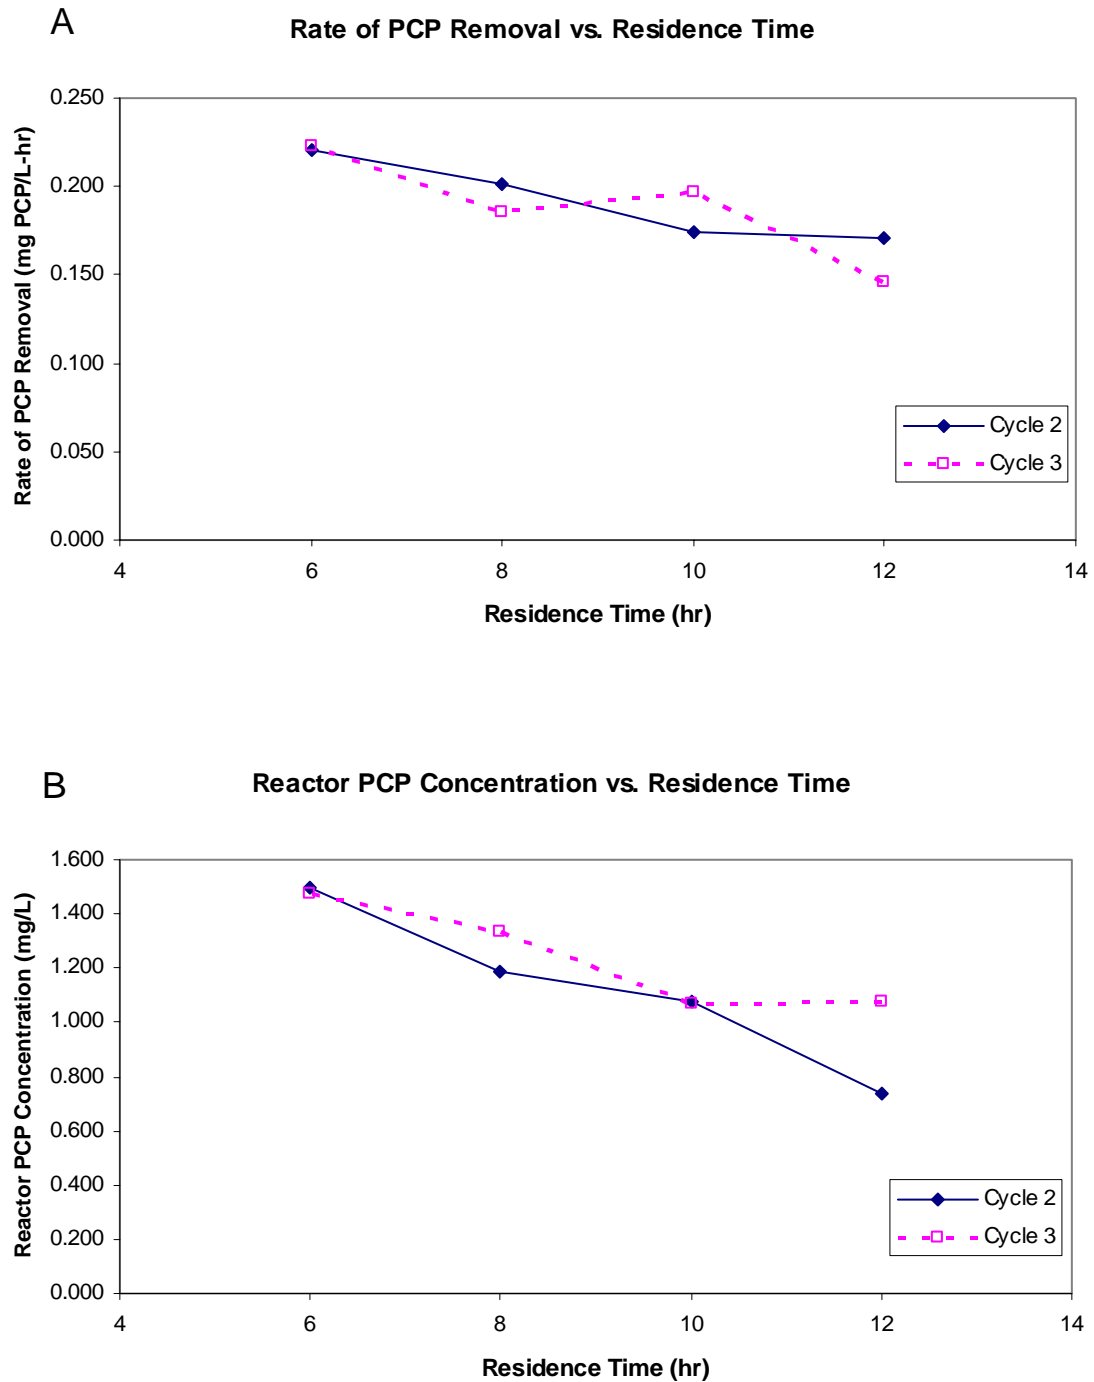 A
Rate of PCP Removal vs. Residence Time
0.250
0.200
0.150
0.100
0.050
0.000
Rate of PCP Removal (mg PCP/L-hr)
Cycle 2
Cycle 3
4 6 8 10 12 14
Residence Time (hr)
B
Reactor PCP Concentration vs. Residence Time
1.600
1.400
1.200
1.000
0.800
0.600
0.400
0.200
0.000
Reactor PCP Concentration (mg/L)
Cycle 2
Cycle 3
4 6 8 10 12 14
Residence Time (hr)